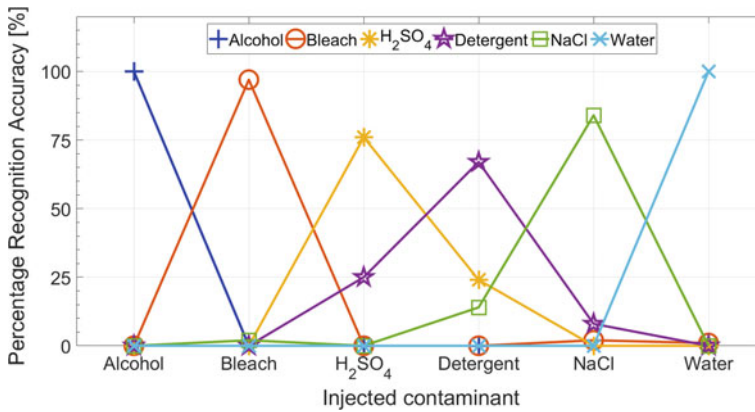 Alcohol Bleach H₂SO₄ Detergent NaCl Water
Percentage Recognition Accuracy [%]
100
75
50
25
0
Alcohol Bleach H₂SO₄ Detergent NaCl Water
Injected contaminant